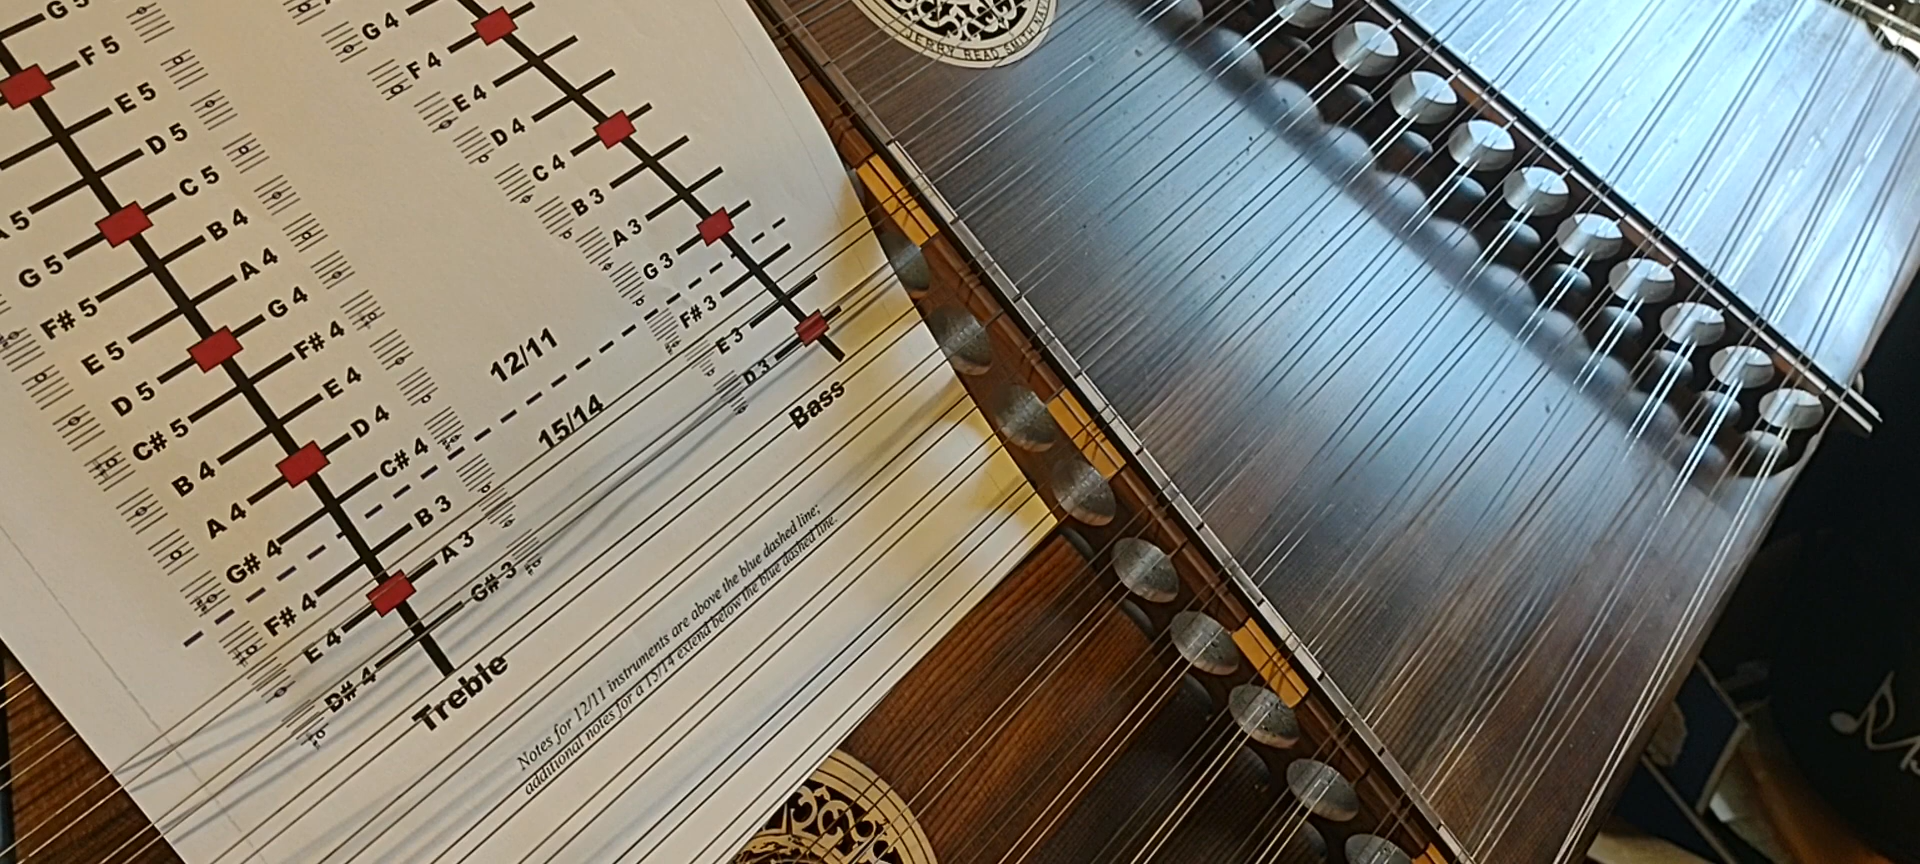 G 5
F 5
E 5
D 5
C 5
B 4
A 4
G 4
F# 4
E 4
D 4
C# 4
B 3
A 3
G# 3
A 5
G 5
F# 5
E 5
D 5
C# 5
B 4
A 4
G# 4
F# 4
E 4
D# 4
Treble
G 4
F 4
E 4
D 4
C 4
B 3
A 3
G 3
F# 3
E 3
D 3
Bass
12/11
15/14
Notes for 12/11 instruments are above the blue dashed line;
additional notes for a 15/14 extend below the blue dashed line.
JERRY READ SMITH